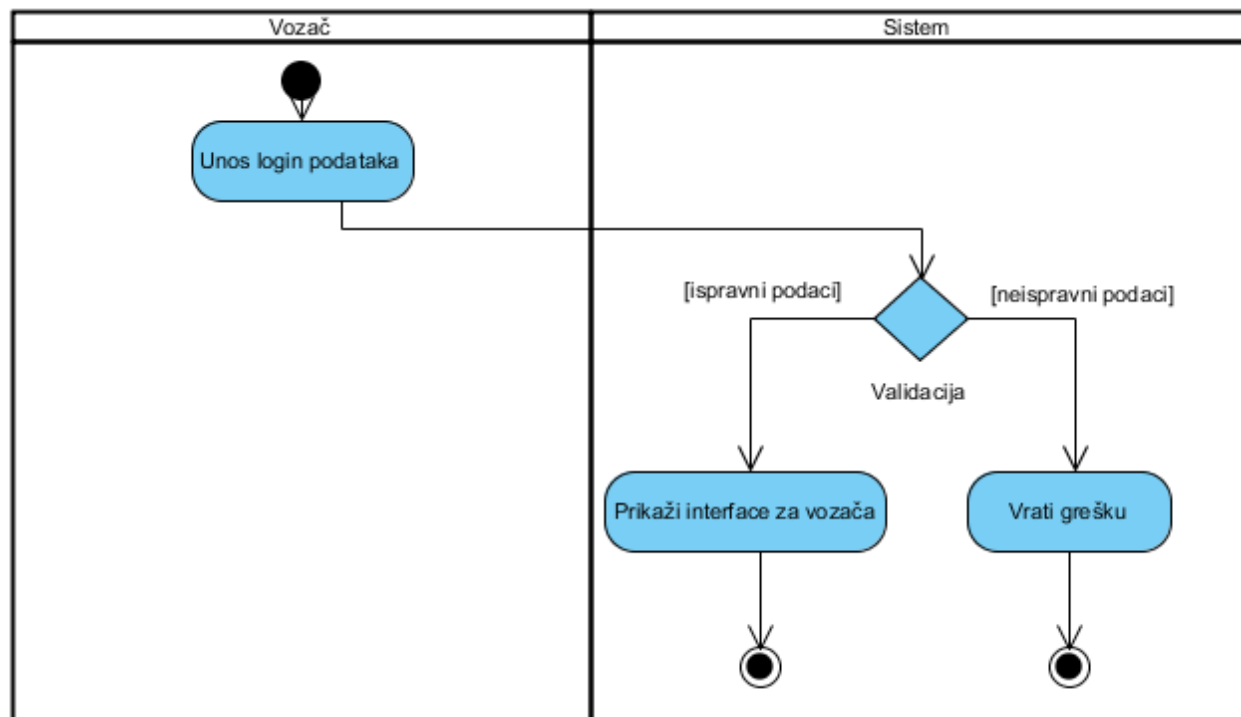 Vozač
Sistem
Unos login podataka
[ispravni podaci]
[neispravni podaci]
Validacija
Prikaži interface za vozača
Vrati grešku